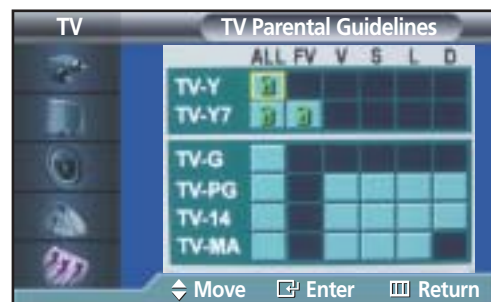 TV TV Parental Guidelines
ALL FV V S L D
TV-Y
TV-Y7
TV-G
TV-PG
TV-14
TV-MA
Move Enter Return